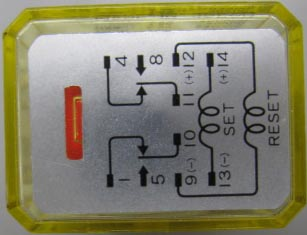 4 8 12 14
(+) (+)
11
SET
RESET
10
1 5 9 13
(-) (-)